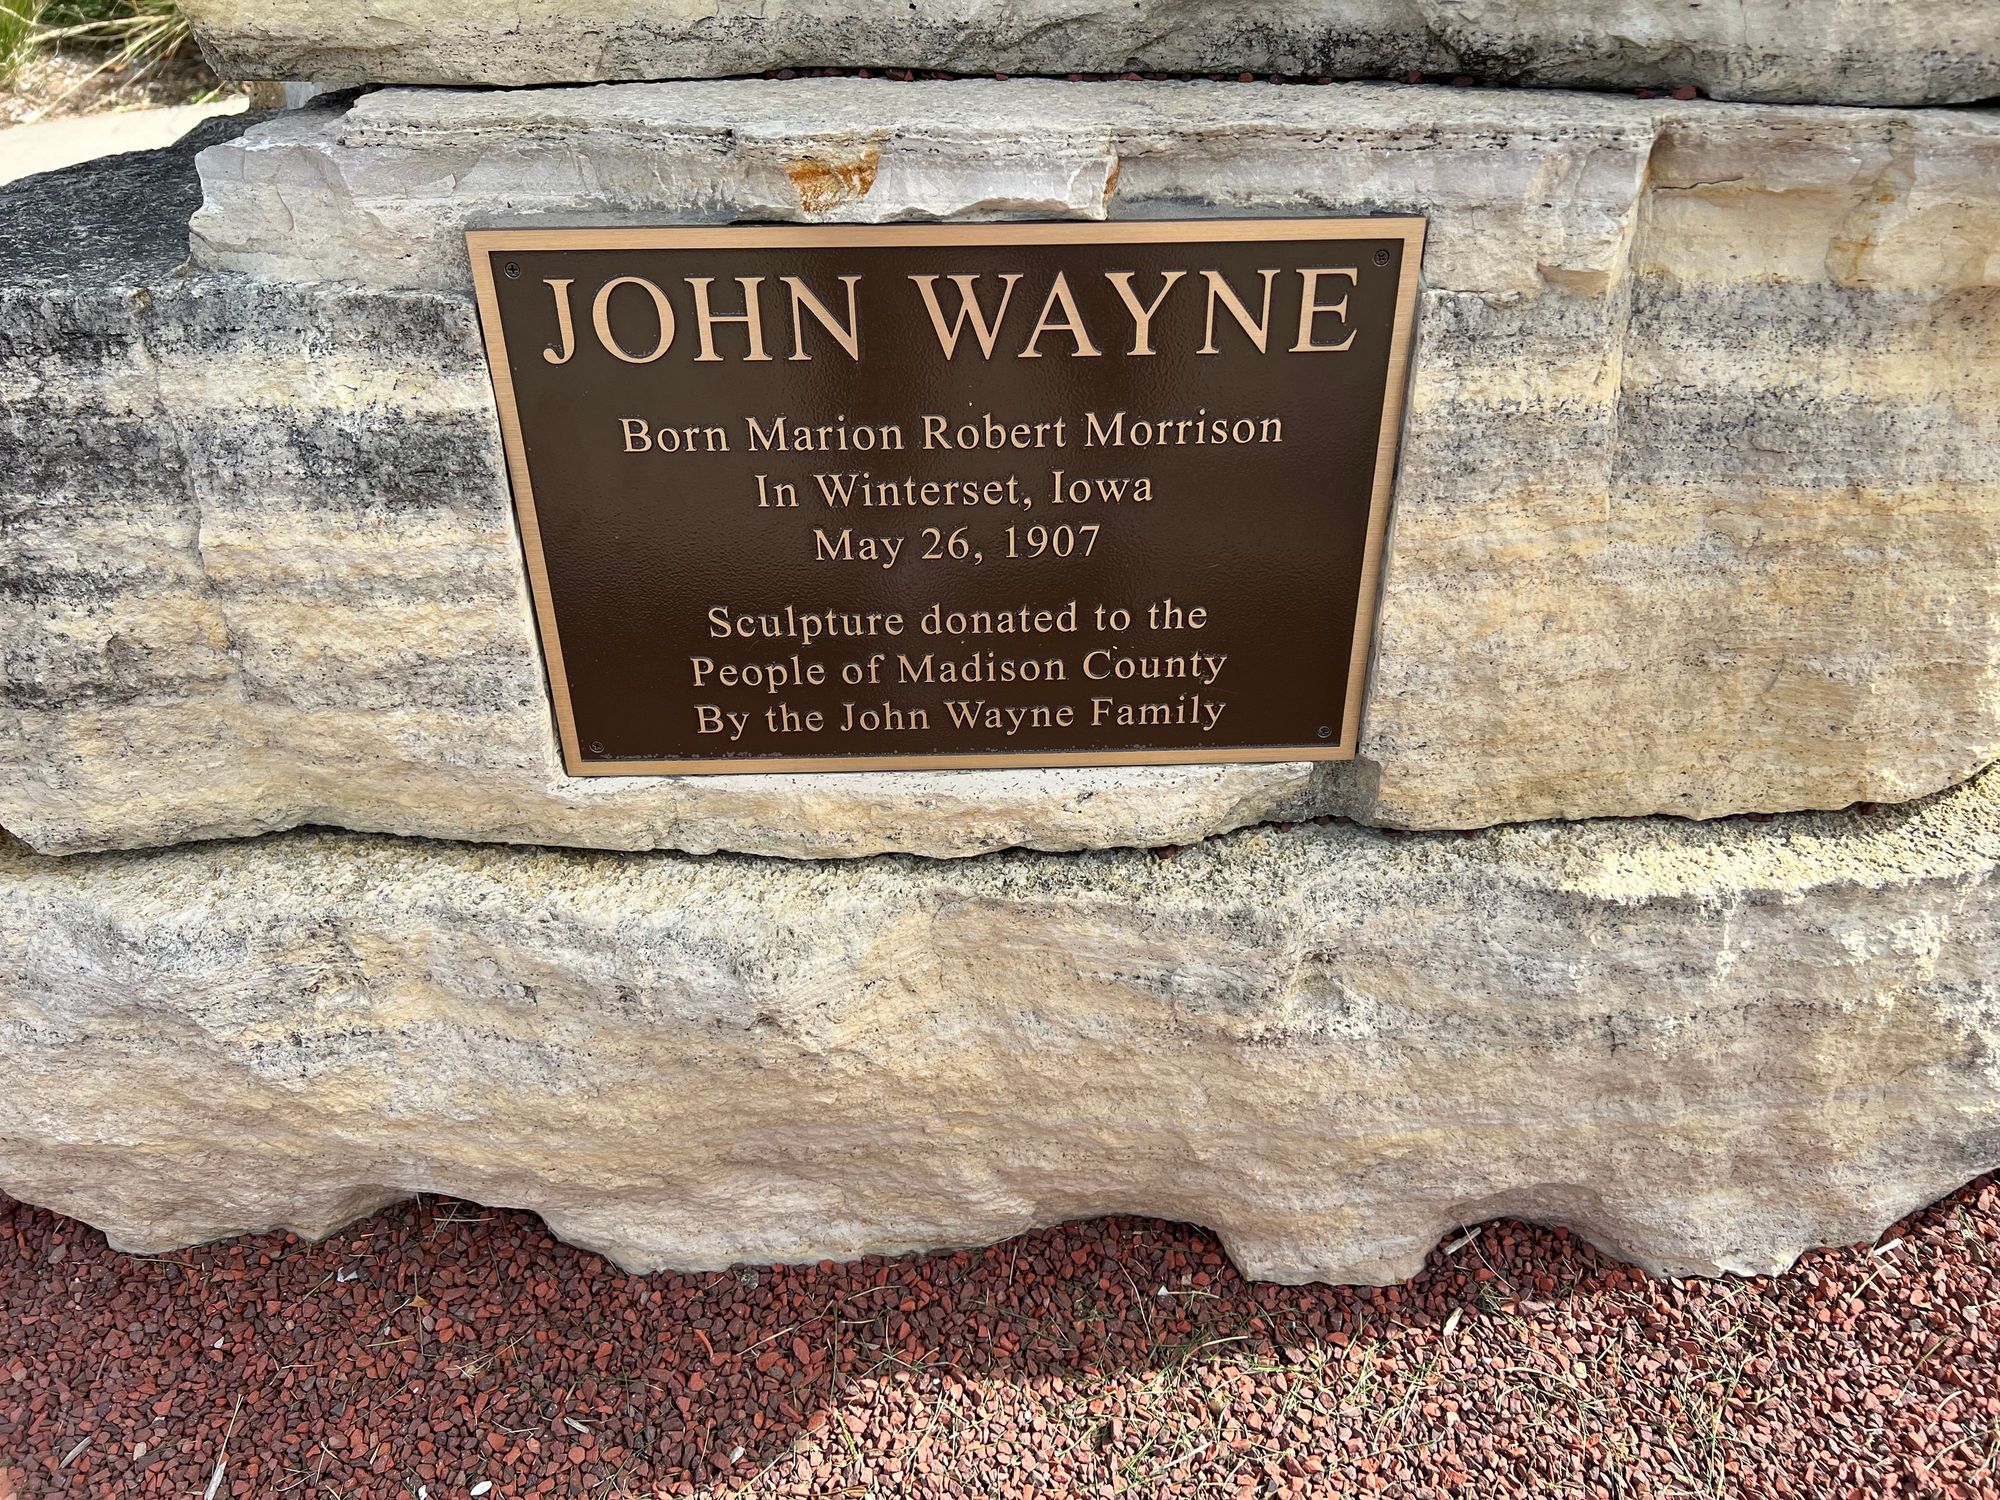 JOHN WAYNE
Born Marion Robert Morrison
In Winterset, Iowa
May 26, 1907
Sculpture donated to the
People of Madison County
By the John Wayne Family